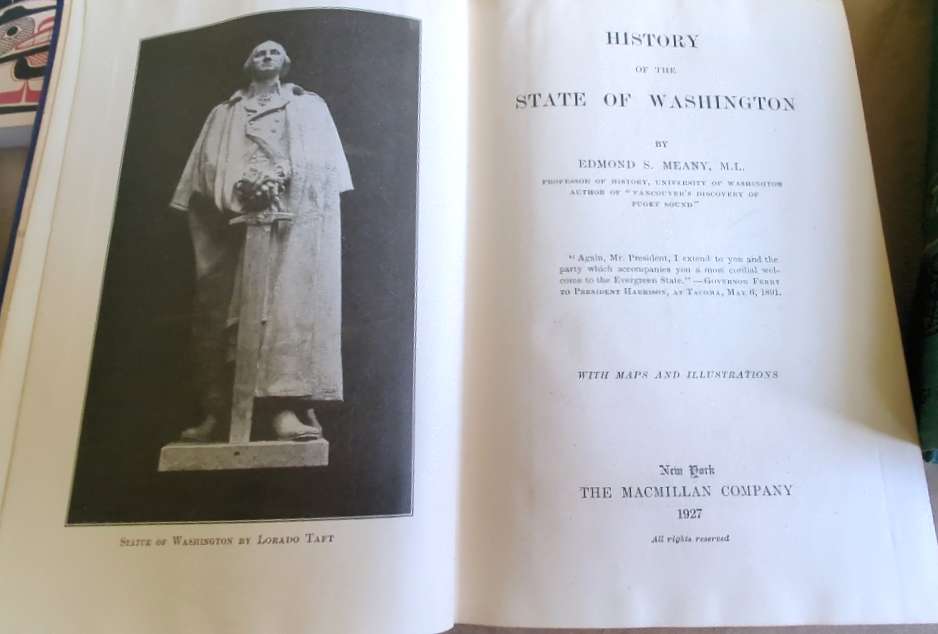 STATUE OF WASHINGTON BY LORADO TAFT
HISTORY
OF THE
STATE OF WASHINGTON
BY
EDMOND S. MEANY, M.L.
PROFESSOR OF HISTORY, UNIVERSITY OF WASHINGTON
AUTHOR OF "VANCOUVER'S DISCOVERY OF
PUGET SOUND"
"Again, Mr. President, I extend to you and the
party which accompanies you a most cordial wel-
come to the Evergreen State."—GOVERNOR FERRY
TO PRESIDENT HARRISON, AT TACOMA, MAY 6, 1891.
WITH MAPS AND ILLUSTRATIONS
New York
THE MACMILLAN COMPANY
1927
All rights reserved